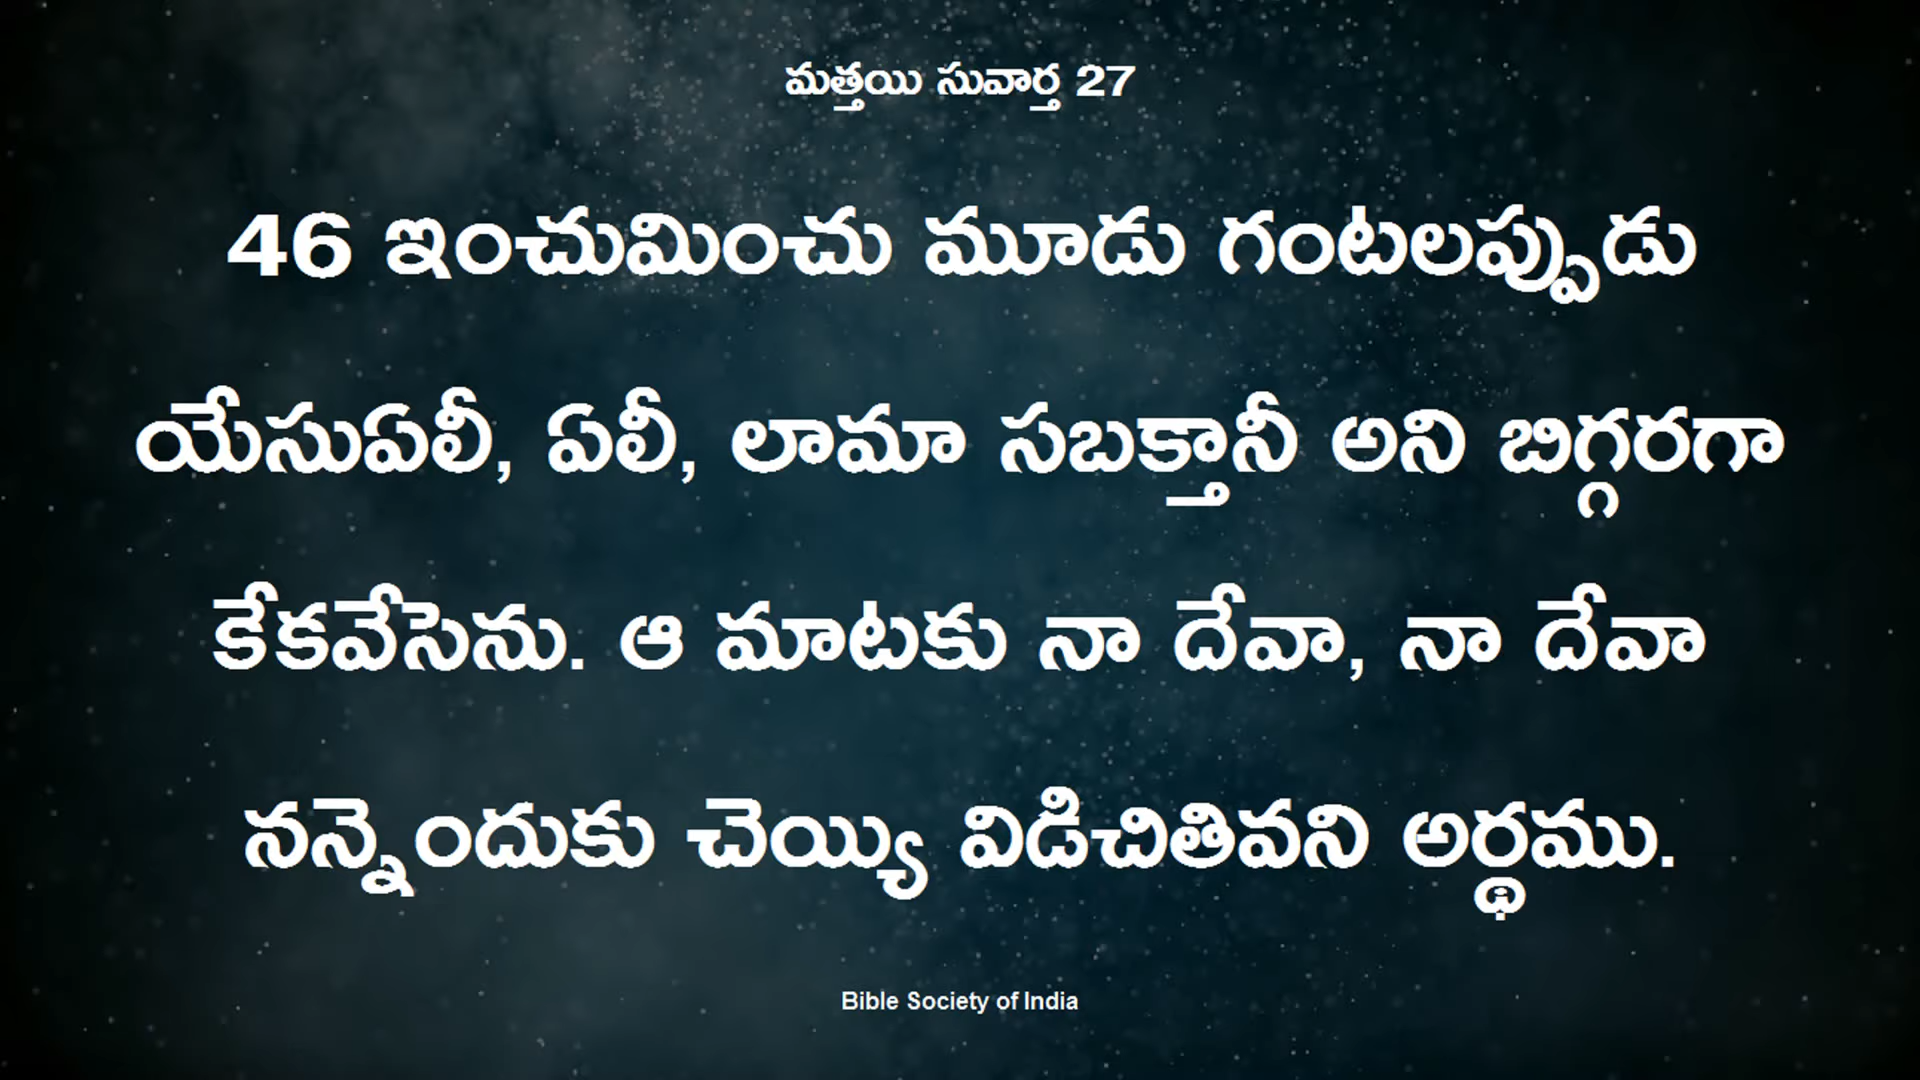 మత్తయి సువార్త 27
46 ఇంచుమించు మూడు గంటలప్పుడు
యేసుఏలీ, ఏలీ, లామా సబక్తానీ అని బిగ్గరగా
కేకవేసెను. ఆ మాటకు నా దేవా, నా దేవా
నన్నెందుకు చెయ్యి విడిచితివని అర్థము.
Bible Society of India